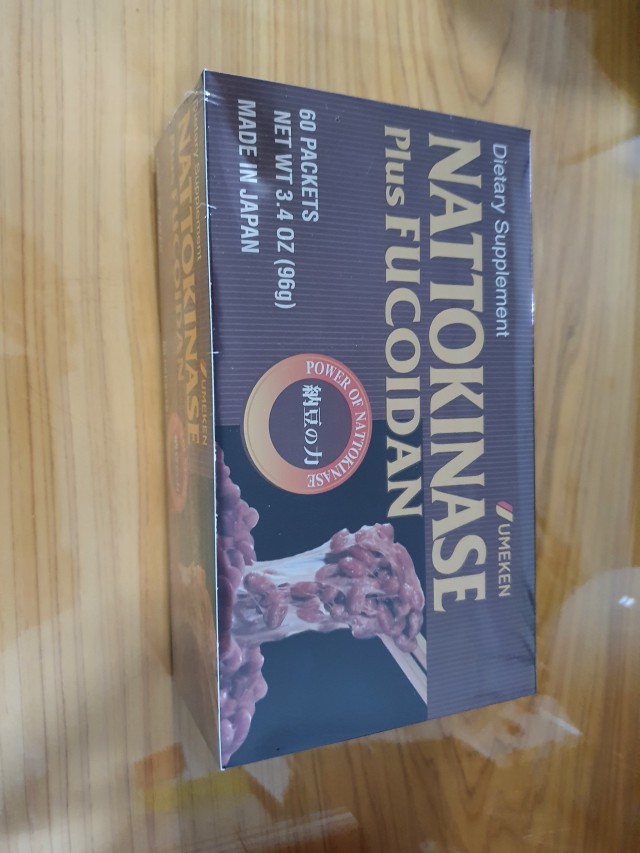 Dietary Supplement
UMEKEN
NATTOKINASE
Plus FUCOIDAN
60 PACKETS
NET WT 3.4 OZ (96g)
MADE IN JAPAN
POWER OF NATTOKINASE
納豆の力
UMEKEN
NATTOKINASE
FUCOIDAN